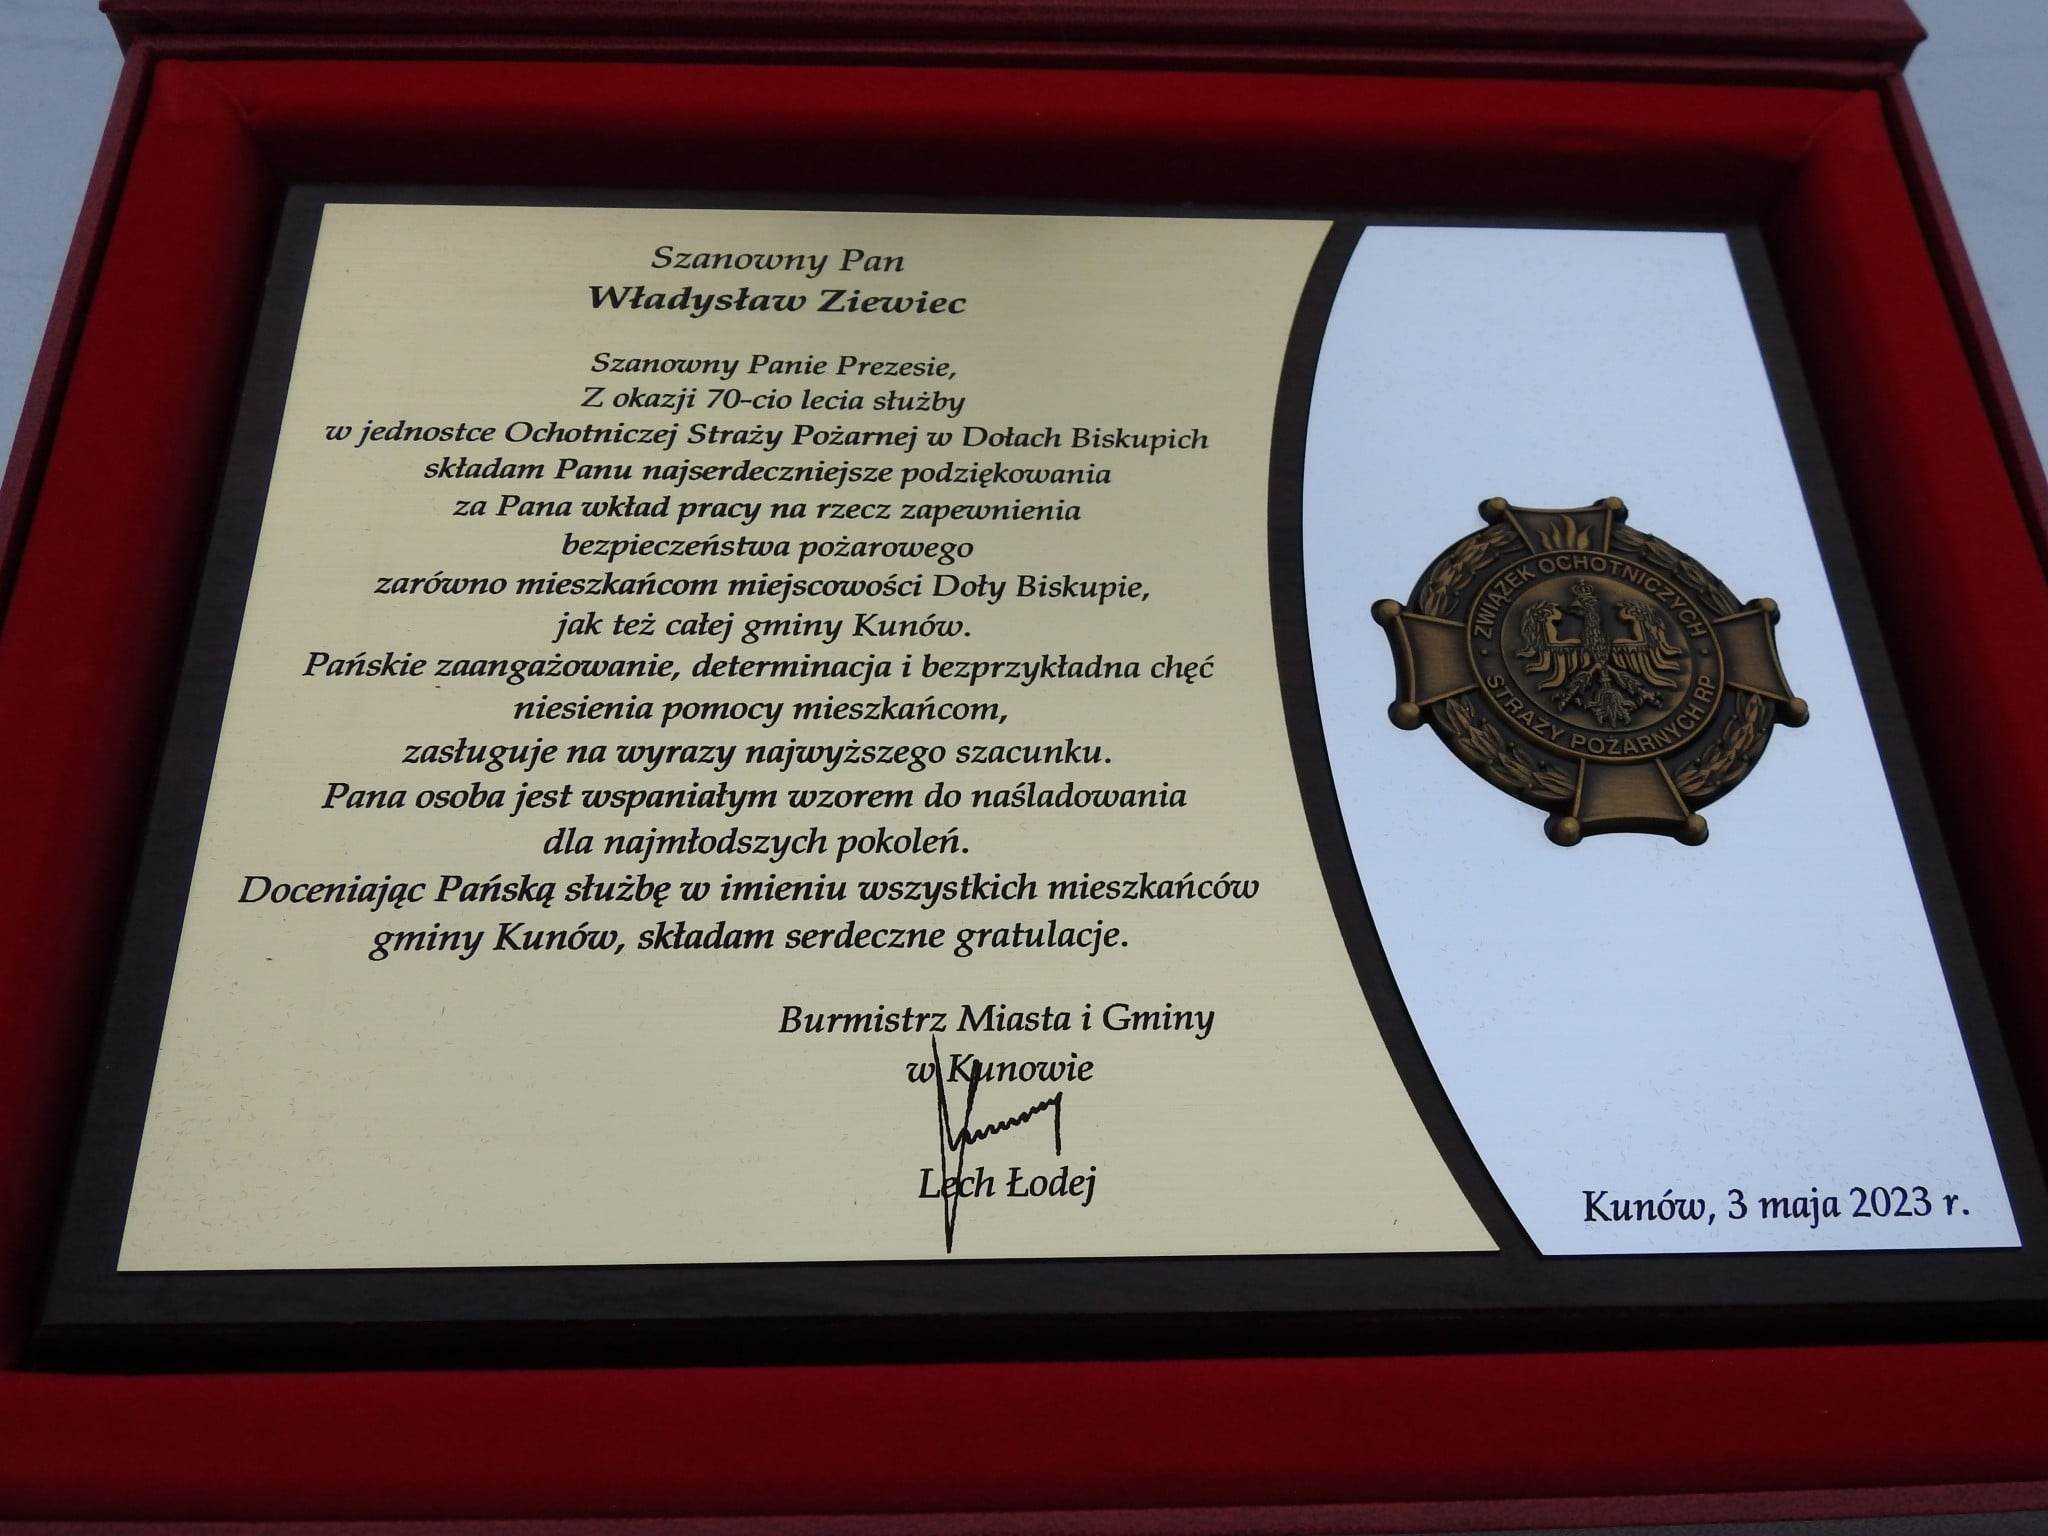 Szanowny Pan
Władysław Ziewiec
Szanowny Panie Prezesie,
Z okazji 70-cio lecia służby
w jednostce Ochotniczej Straży Pożarnej w Dołach Biskupich
składam Panu najserdeczniejsze podziękowania
za Pana wkład pracy na rzecz zapewnienia
bezpieczeństwa pożarowego
zarówno mieszkańcom miejscowości Doły Biskupie,
jak też całej gminy Kunów.
Pańskie zaangażowanie, determinacja i bezprzykładna chęć
niesienia pomocy mieszkańcom,
zasługuje na wyrazy najwyższego szacunku.
Pana osoba jest wspaniałym wzorem do naśladowania
dla najmłodszych pokoleń.
Doceniając Pańską służbę w imieniu wszystkich mieszkańców
gminy Kunów, składam serdeczne gratulacje.
Burmistrz Miasta i Gminy
w Kunowie
Lech Łodej
ZWIĄZEK OCHOTNICZYCH
STRAŻY POŻARNYCH RP
Kunów, 3 maja 2023 r.